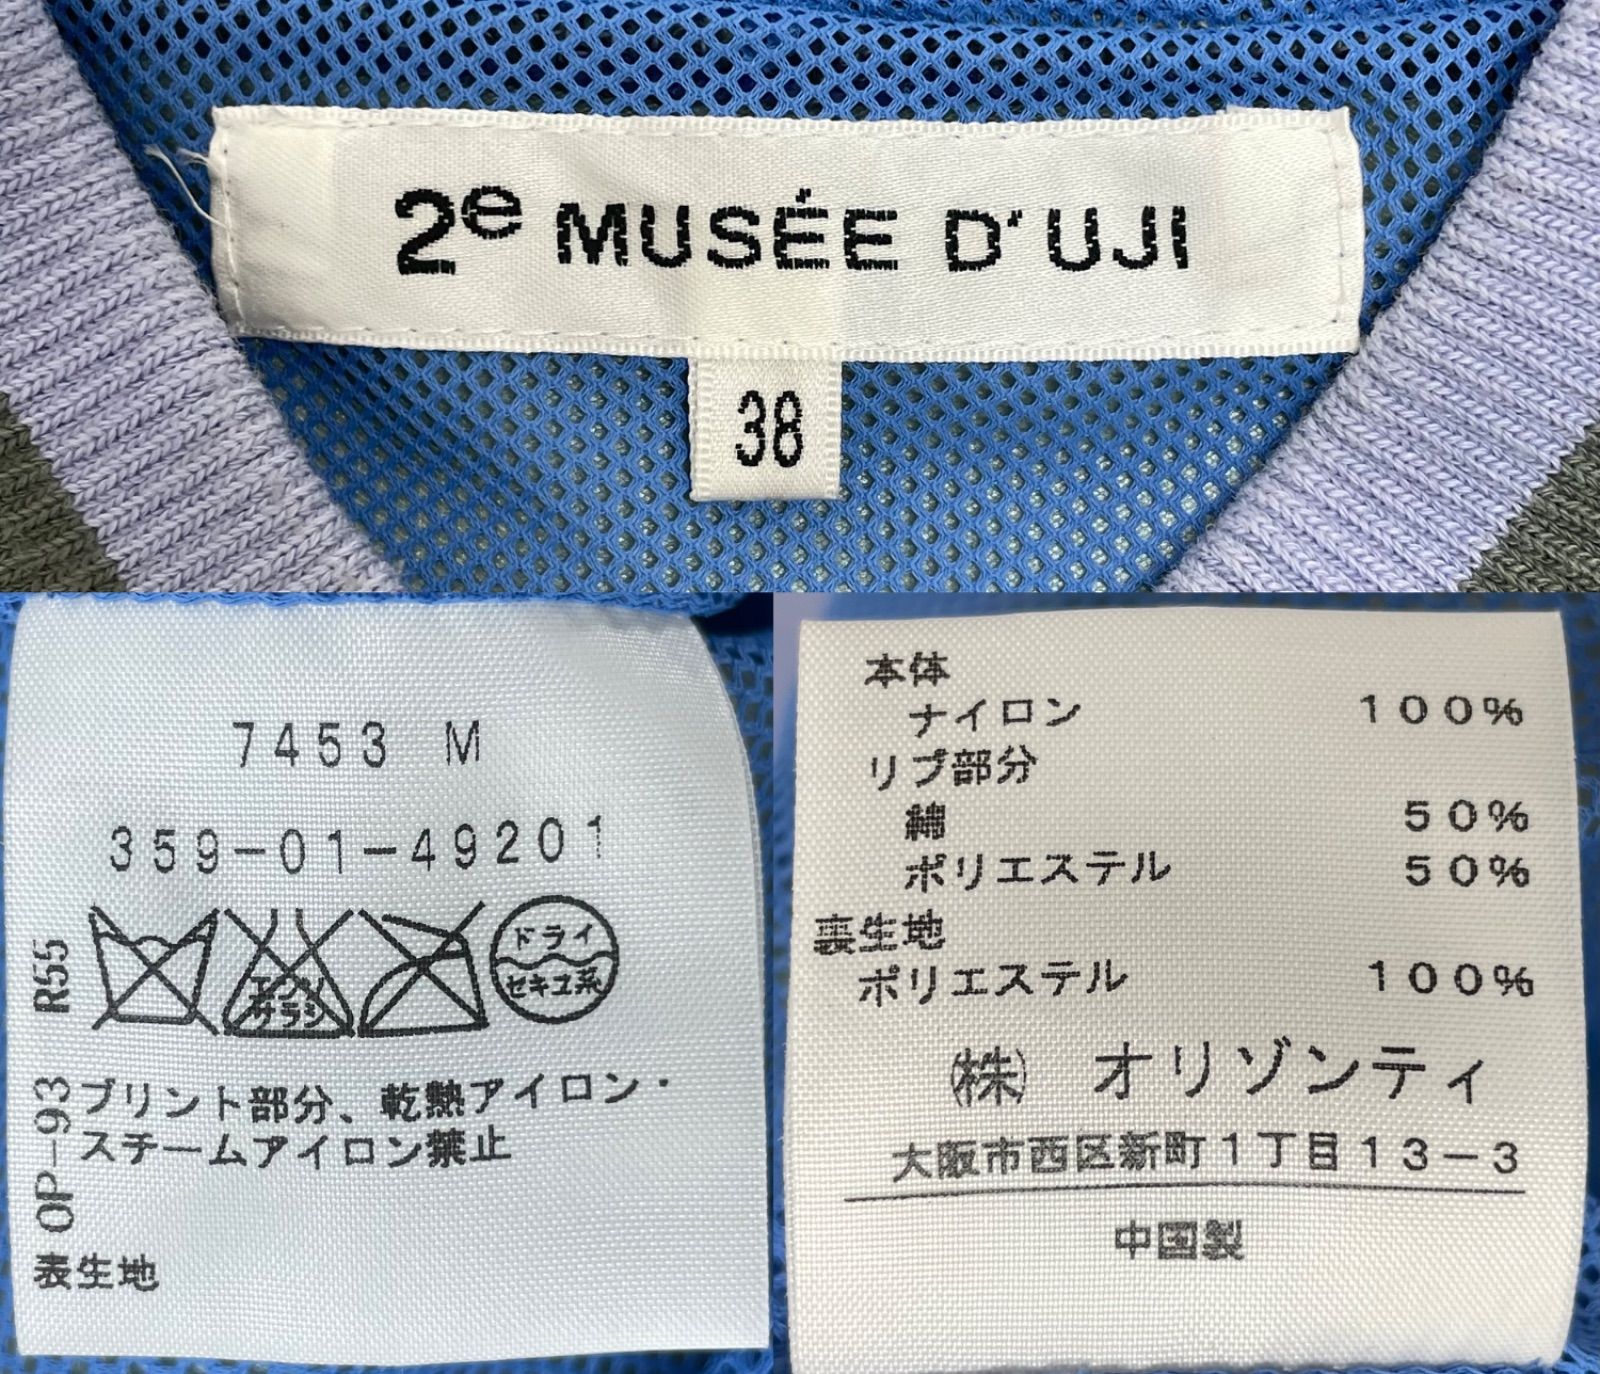 2e MUSÉE D'UJI
38
7453 M
359-01-49201
エンソ
サラシ
ドライ
セキユ系
OP-93 R55
プリント部分、乾熱アイロン・
スチームアイロン禁止
表生地
本体
ナイロン 100%
リブ部分
綿 50%
ポリエステル 50%
裏生地
ポリエステル 100%
㈱ オリゾンティ
大阪市西区新町1丁目13-3
中国製